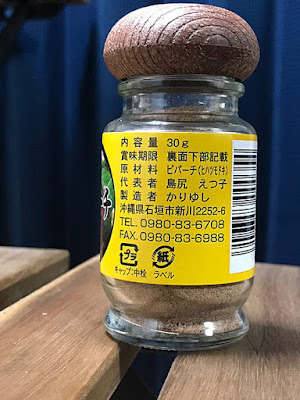 内容量 30g
賞味期限 裏面下部記載
原材料 ピパーチ(ヒハツモドキ)
代表者 島尻 えつ子
製造者 かりゆし
沖縄県石垣市新川2252-6
TEL. 0980-83-6708
FAX. 0980-83-6988
プラ 紙
キャップ・中栓 ラベル
チ